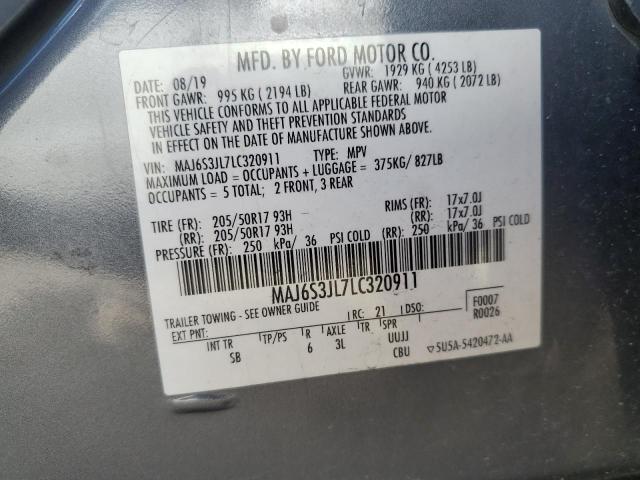 MFD. BY FORD MOTOR CO.
DATE: 08/19 GVWR: 1929 KG ( 4253 LB)
FRONT GAWR: 995 KG ( 2194 LB) REAR GAWR: 940 KG ( 2072 LB)
THIS VEHICLE CONFORMS TO ALL APPLICABLE FEDERAL MOTOR
VEHICLE SAFETY AND THEFT PREVENTION STANDARDS
IN EFFECT ON THE DATE OF MANUFACTURE SHOWN ABOVE.
VIN: MAJ6S3JL7LC320911 TYPE: MPV
MAXIMUM LOAD = OCCUPANTS + LUGGAGE = 375KG/ 827LB
OCCUPANTS = 5 TOTAL; 2 FRONT, 3 REAR
TIRE (FR): 205/50R17 93H RIMS (FR): 17x7.0J
(RR): 205/50R17 93H (RR): 17x7.0J
PRESSURE (FR): 250 kPa/ 36 PSI COLD (RR): 250 kPa/ 36 PSI COLD
MAJ6S3JL7LC320911
TRAILER TOWING - SEE OWNER GUIDE
EXT PNT: RC: 21 DSO: F0007
R0026
INT TR TP/PS R AXLE TR SPR
SB 6 3L UUJJ
CBU ▽5U5A-5420472-AA